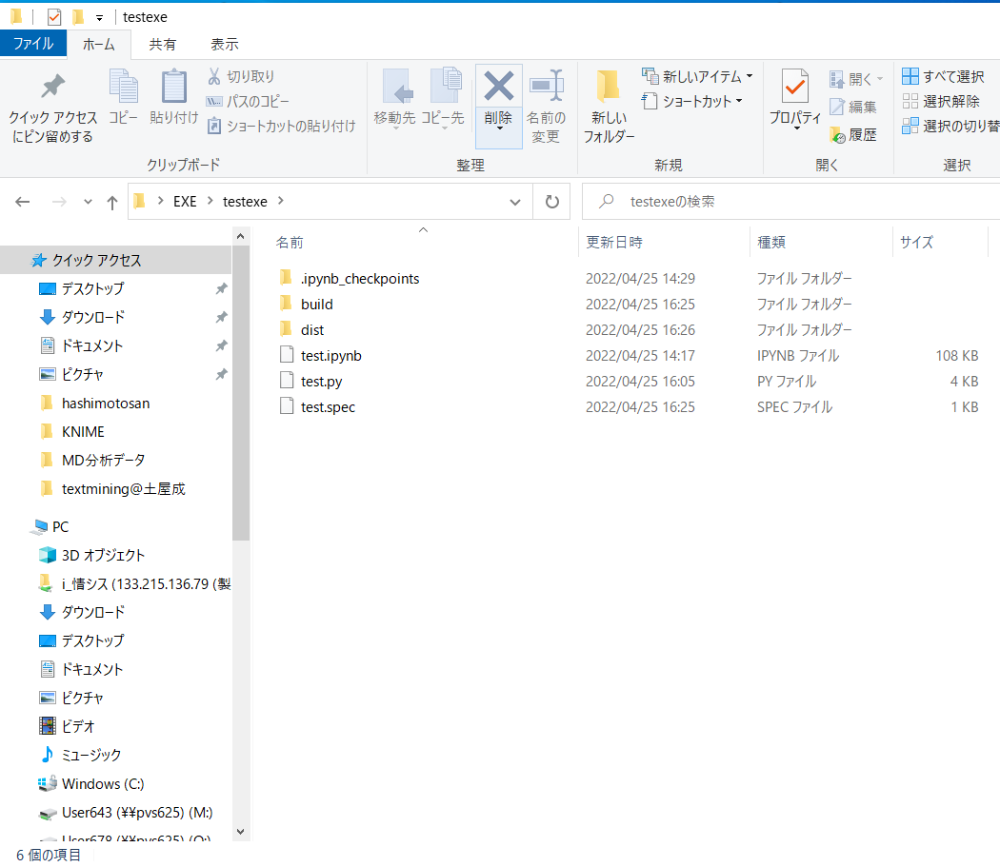 testexe
ファイル ホーム 共有 表示
クイック アクセス
にピン留めする
コピー
貼り付け
切り取り
パスのコピー
ショートカットの貼り付け
クリップボード
移動先
コピー先
削除
名前の
変更
整理
新しい
フォルダー
新しいアイテム
ショートカット
新規
プロパティ
開く
編集
履歴
開く
すべて選択
選択解除
選択の切り替え
選択
EXE testexe
testexeの検索
クイック アクセス
デスクトップ
ダウンロード
ドキュメント
ピクチャ
hashimotosan
KNIME
MD分析データ
textmining@土屋成
PC
3D オブジェクト
i_情シス (133.215.136.79 (製
ダウンロード
デスクトップ
ドキュメント
ピクチャ
ビデオ
ミュージック
Windows (C:)
User643 (¥¥pvs625) (M:)
User678 (¥¥pvs625) (O:)
名前 更新日時 種類 サイズ
.ipynb_checkpoints 2022/04/25 14:29 ファイル フォルダー
build 2022/04/25 16:25 ファイル フォルダー
dist 2022/04/25 16:26 ファイル フォルダー
test.ipynb 2022/04/25 14:17 IPYNB ファイル 108 KB
test.py 2022/04/25 16:05 PY ファイル 4 KB
test.spec 2022/04/25 16:25 SPEC ファイル 1 KB
6 個の項目